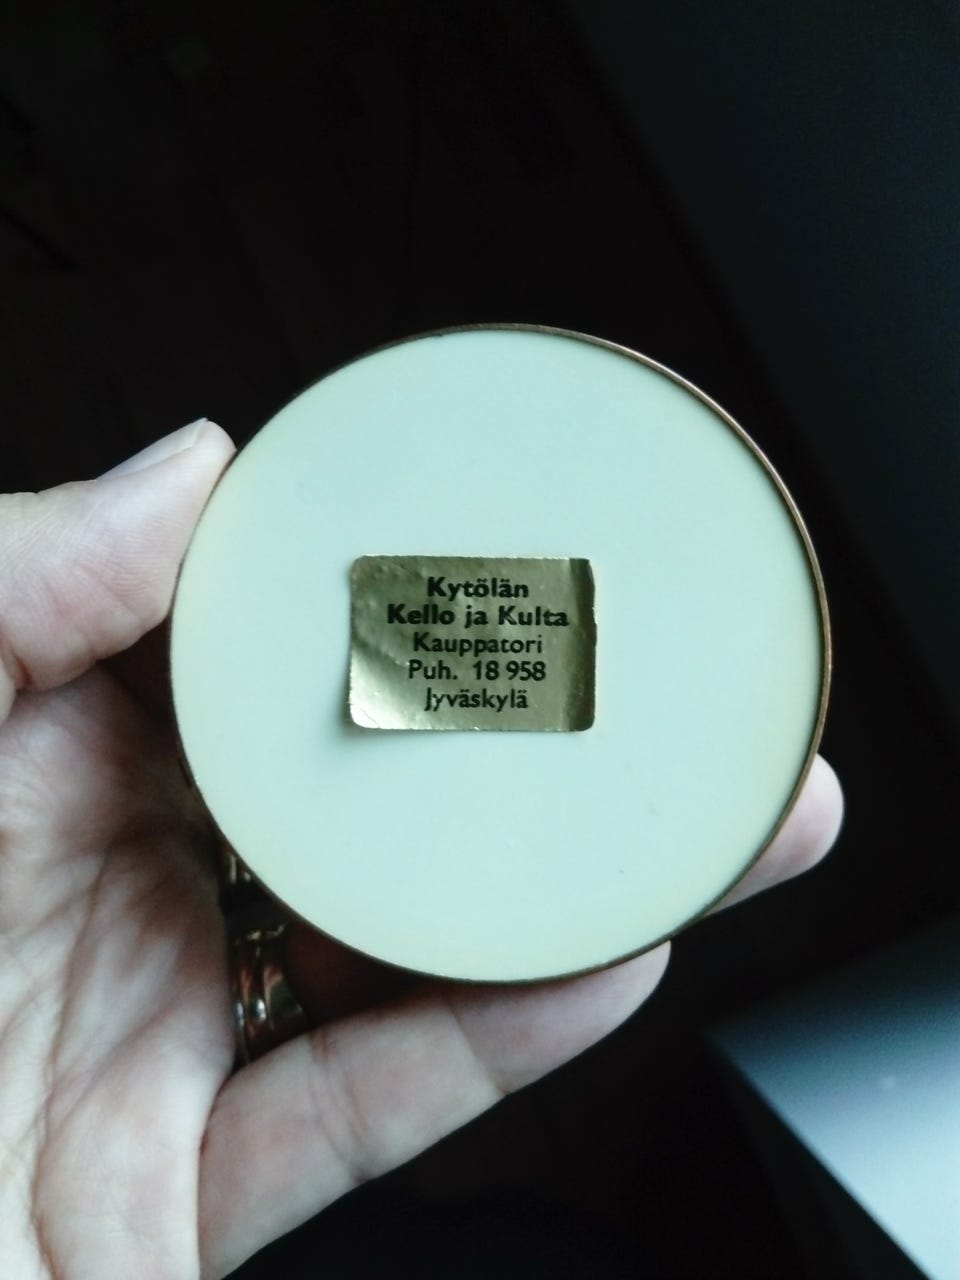 Kytölän
Kello ja Kulta
Kauppatori
Puh. 18 958
Jyväskylä